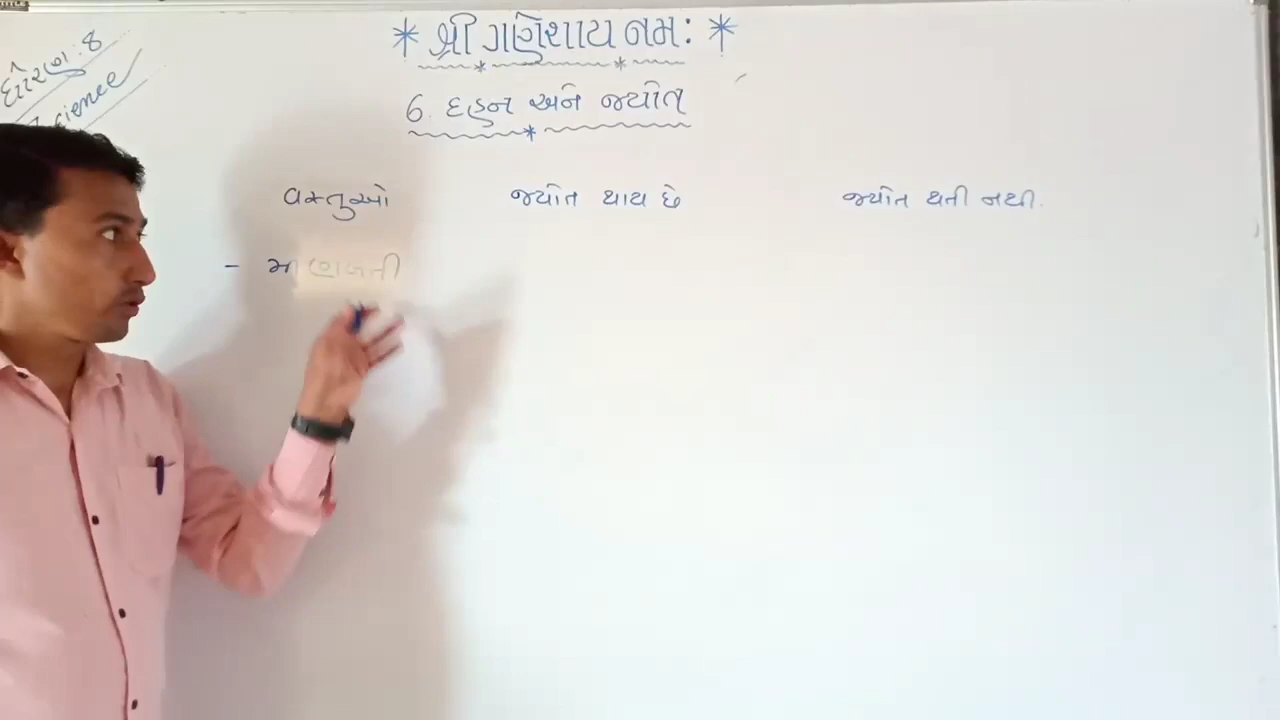 ધોરણ : 8
Science
* શ્રી ગણેશાય નમઃ *
6. દહન અને જ્યોત
વસ્તુઓ જ્યોત થાય છે જ્યોત થતી નથી.
- મીણબત્તી